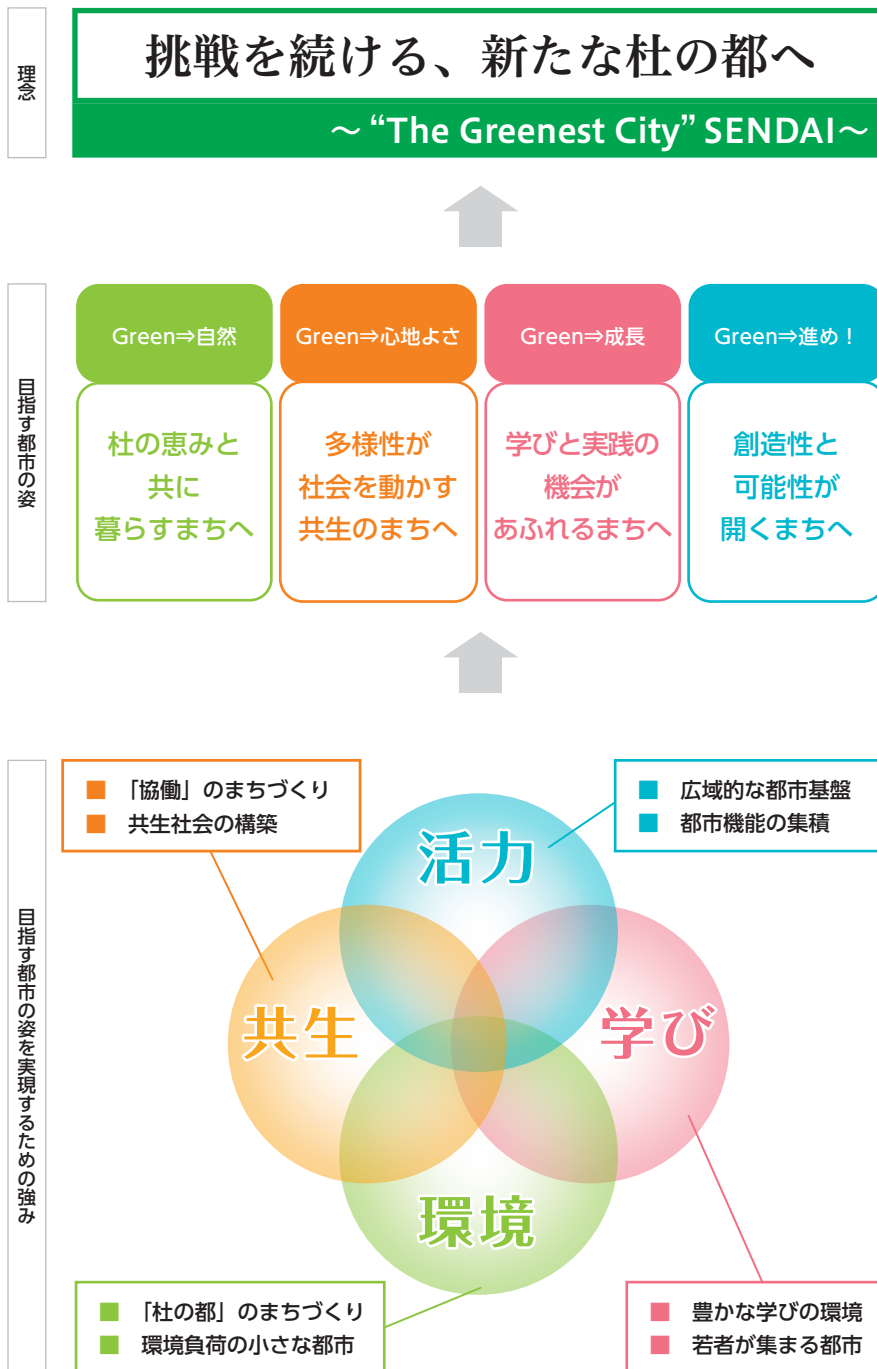 理念
挑戦を続ける、新たな杜の都へ
～ “The Greenest City” SENDAI～
目指す都市の姿
Green⇒自然
杜の恵みと
共に
暮らすまちへ
Green⇒心地よさ
多様性が
社会を動かす
共生のまちへ
Green⇒成長
学びと実践の
機会が
あふれるまちへ
Green⇒進め！
創造性と
可能性が
開くまちへ
目指す都市の姿を実現するための強み
■ 「協働」のまちづくり
■ 共生社会の構築
■ 広域的な都市基盤
■ 都市機能の集積
活力
共生
学び
環境
■ 「杜の都」のまちづくり
■ 環境負荷の小さな都市
■ 豊かな学びの環境
■ 若者が集まる都市